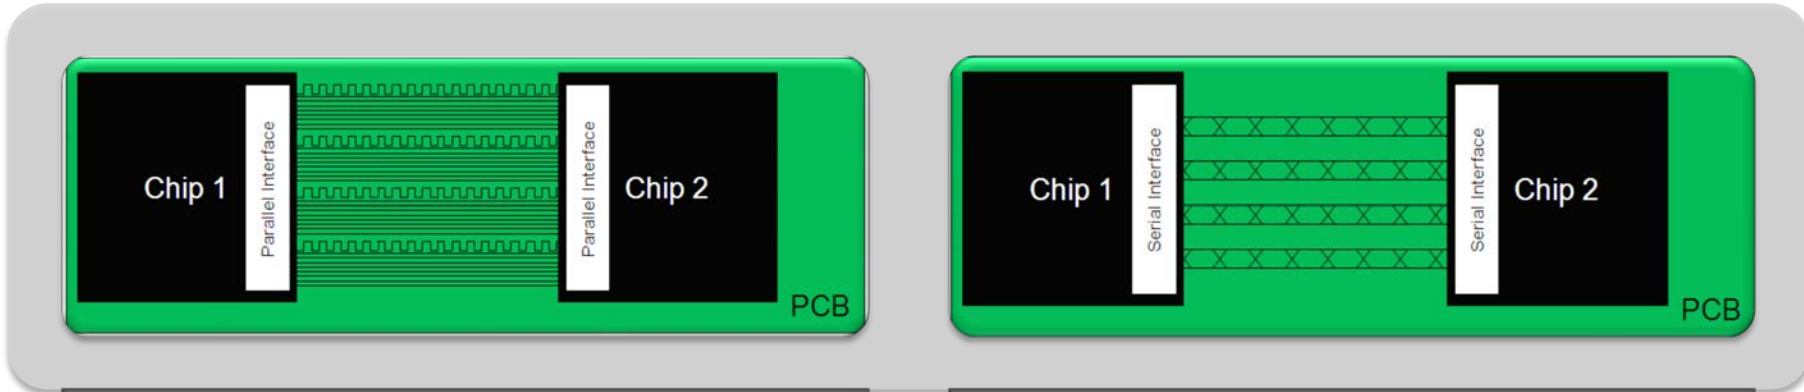 Chip 1
Parallel Interface
Parallel Interface
Chip 2
PCB
Chip 1
Serial Interface
Serial Interface
Chip 2
PCB